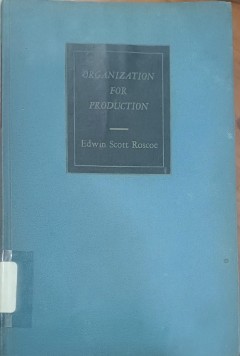 ORGANIZATION
FOR
PRODUCTION
Edwin Scott Roscoe